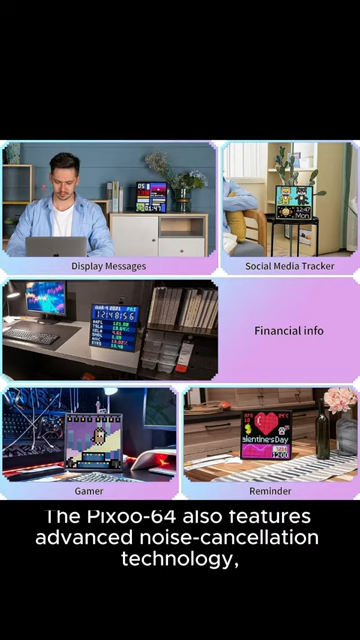 Display Messages
Social Media Tracker
Financial info
Gamer
Reminder
The Pixoo-64 also features
advanced noise-cancellation
technology,